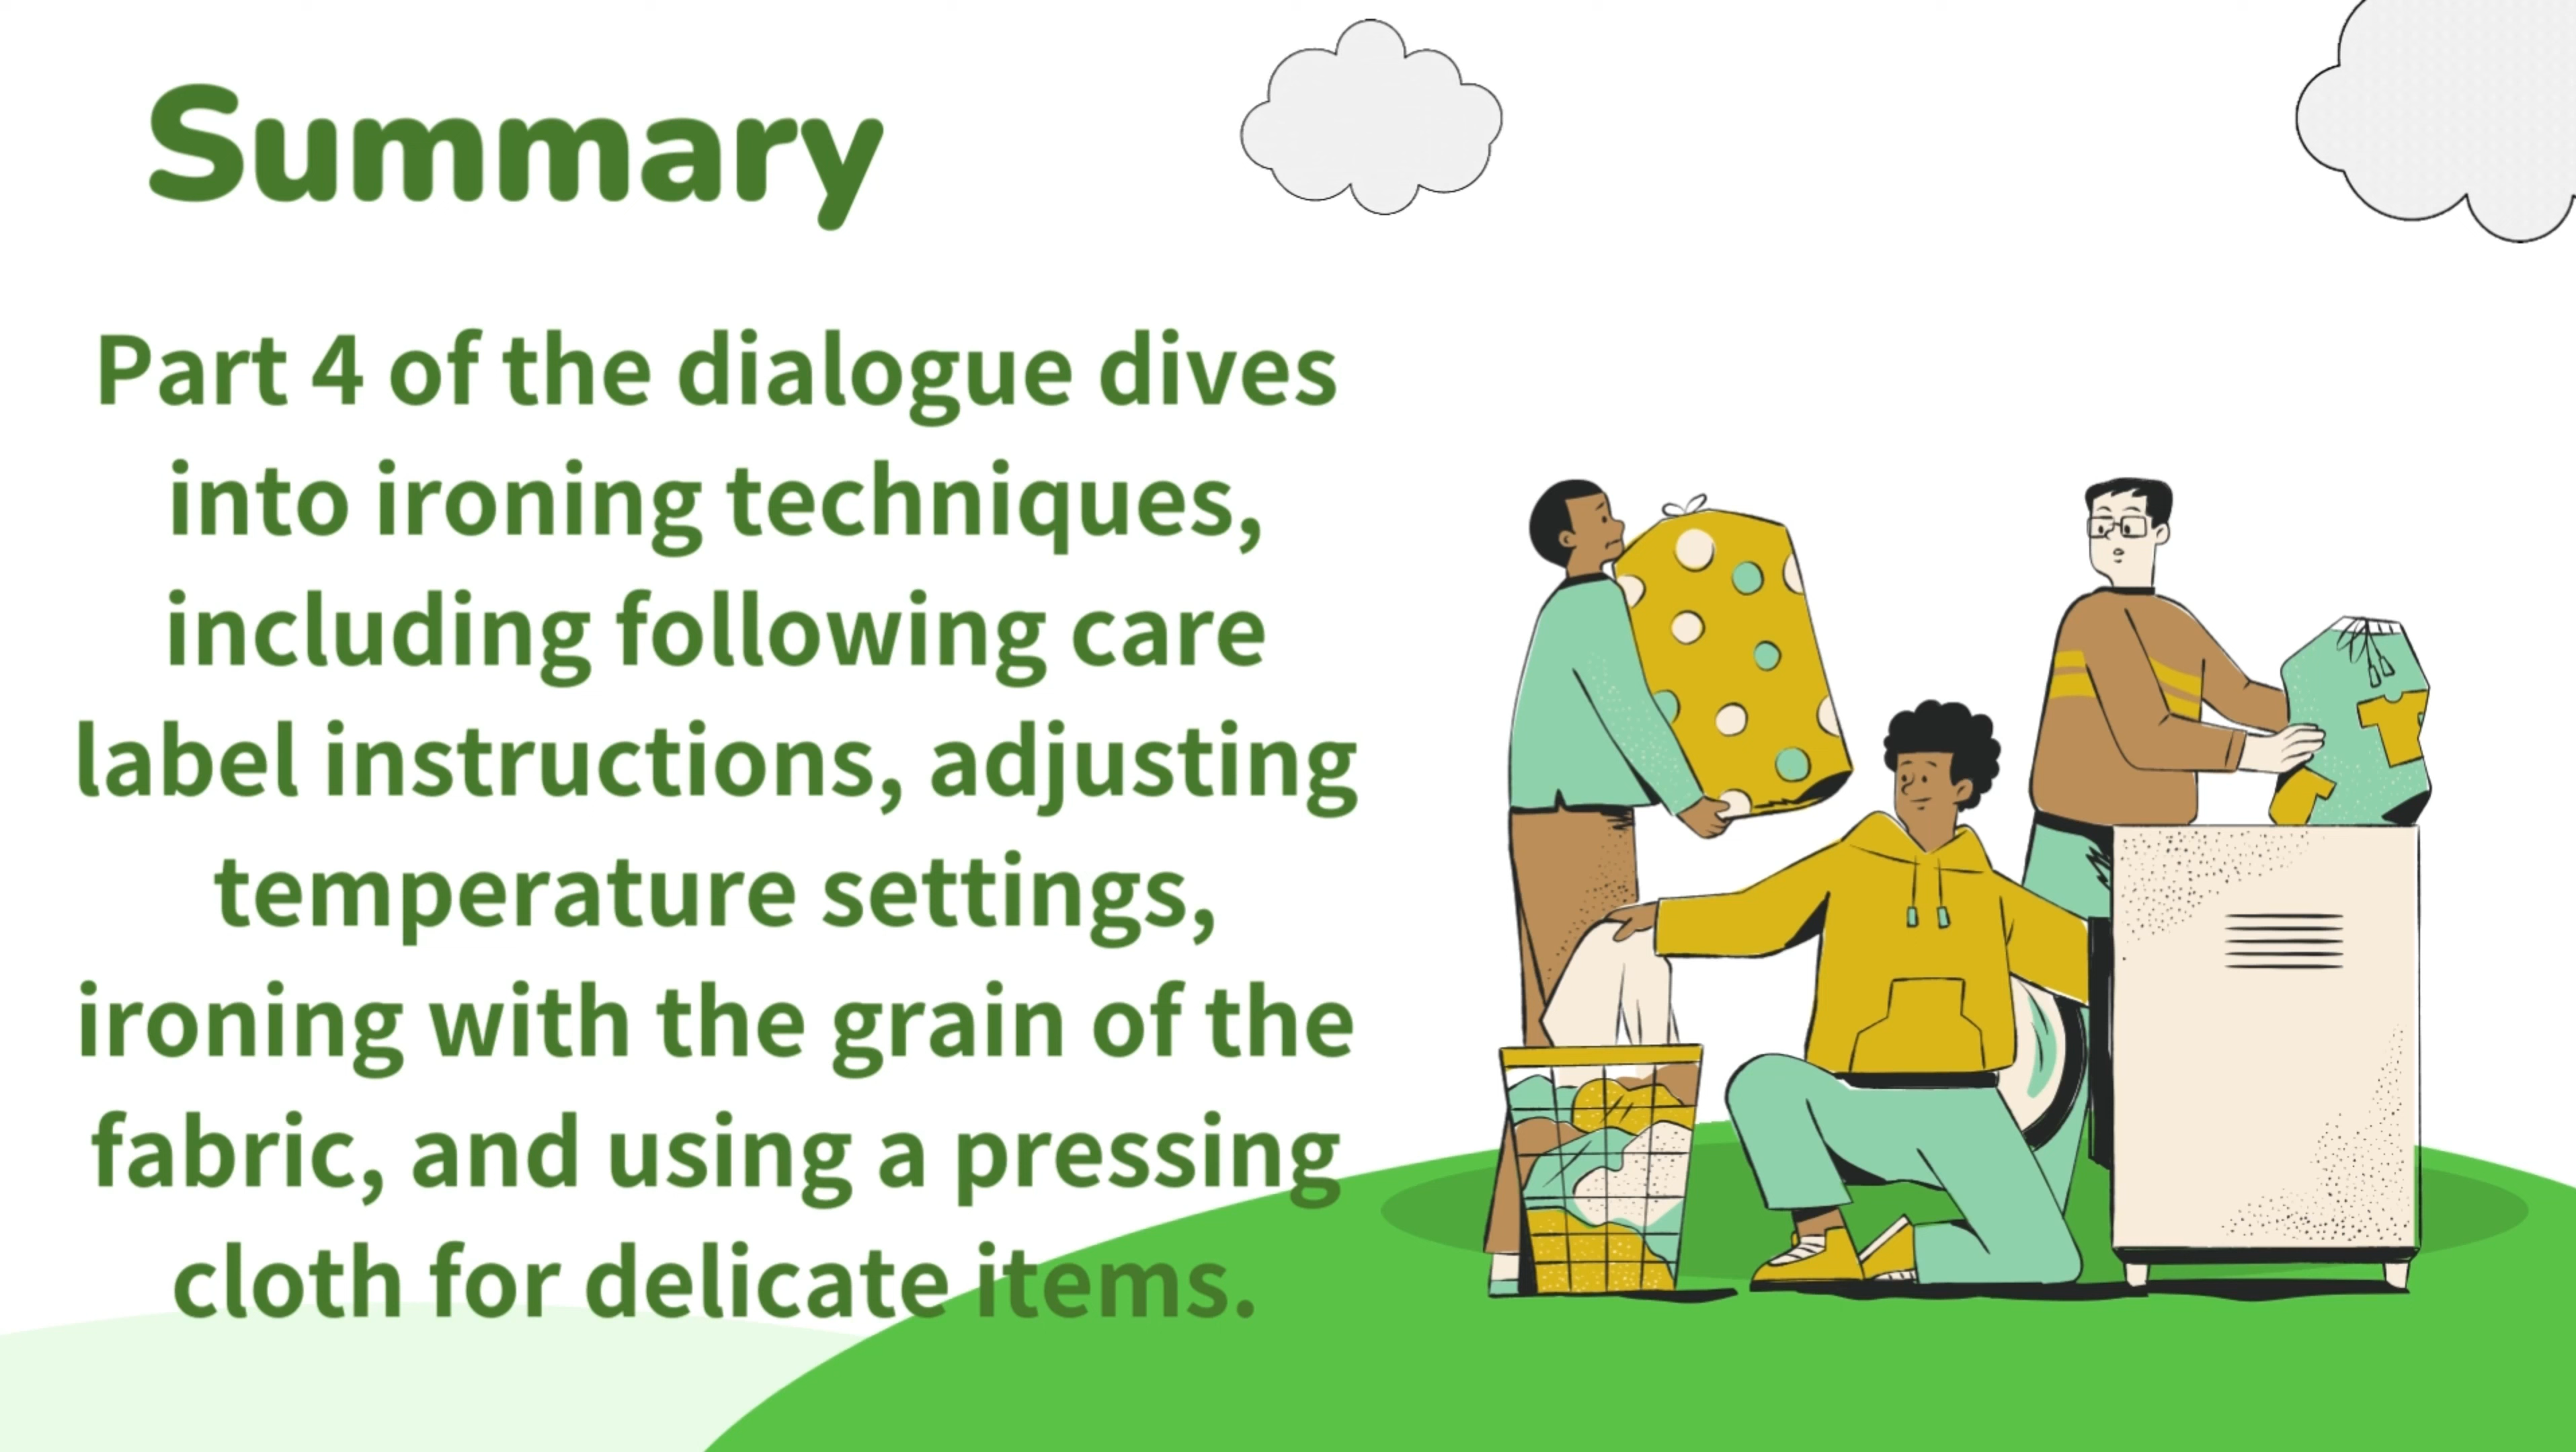 Summary
Part 4 of the dialogue dives
into ironing techniques,
including following care
label instructions, adjusting
temperature settings,
ironing with the grain of the
fabric, and using a pressing
cloth for delicate items.